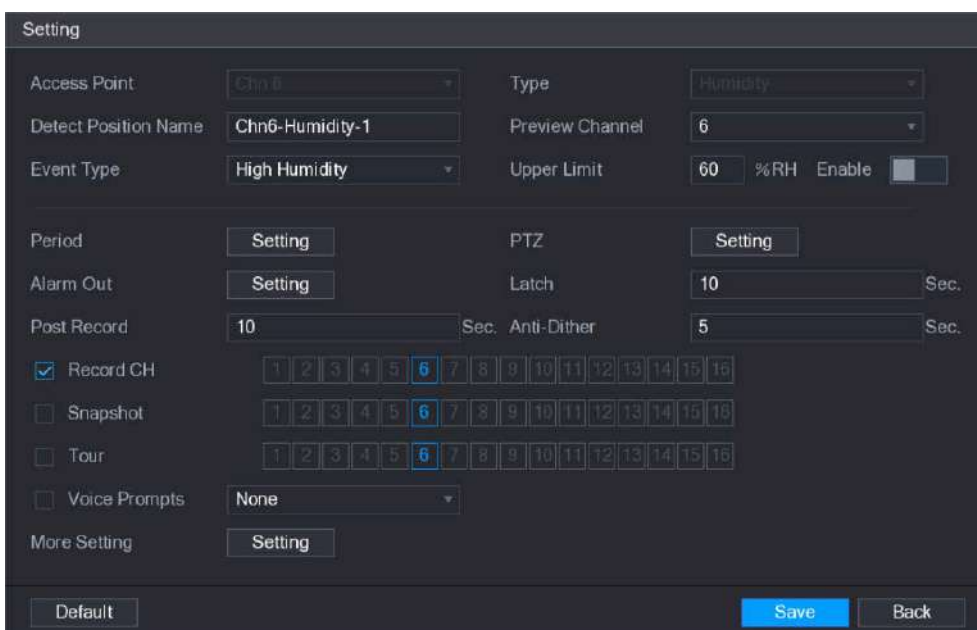 Setting
Access Point Chn 6 Type Humidity
Detect Position Name Chn6-Humidity-1 Preview Channel 6
Event Type High Humidity Upper Limit 60 %RH Enable
Period Setting PTZ Setting
Alarm Out Setting Latch 10 Sec.
Post Record 10 Sec. Anti-Dither 5 Sec.
Record CH 1 2 3 4 5 6 7 8 9 10 11 12 13 14 15 16
Snapshot 1 2 3 4 5 6 7 8 9 10 11 12 13 14 15 16
Tour 1 2 3 4 5 6 7 8 9 10 11 12 13 14 15 16
Voice Prompts None
More Setting Setting
Default Save Back